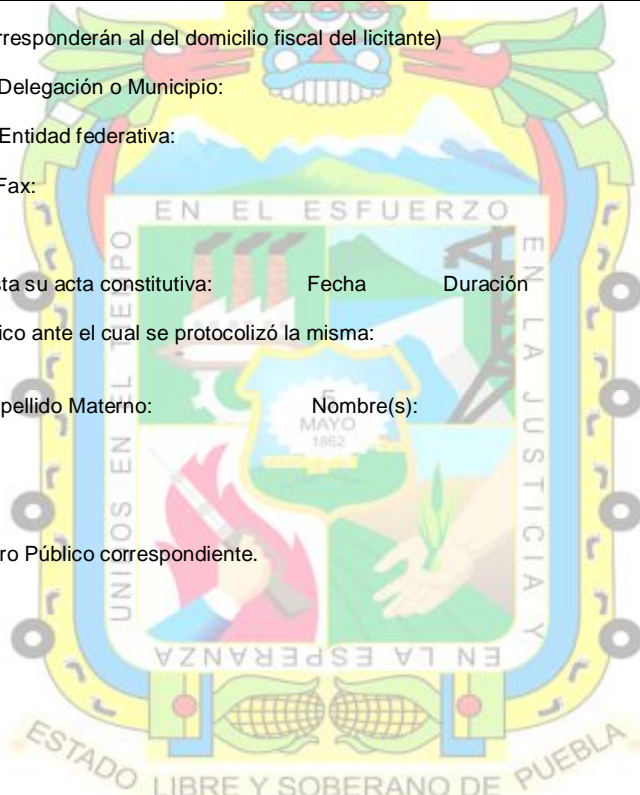 rresponderán al del domicilio fiscal del licitante)
Delegación o Municipio:
Entidad federativa:
Fax:
EN EL ESFUERZO
sta su acta constitutiva: Fecha Duración
ico ante el cual se protocolizó la misma:
pellido Materno: Nombre(s):
5
MAYO
1862
ro Público correspondiente.
UNIDOS EN EL TIEMPO
EN LA JUSTICIA Y
EN LA ESPERANZA
ESTADO LIBRE Y SOBERANO DE PUEBLA